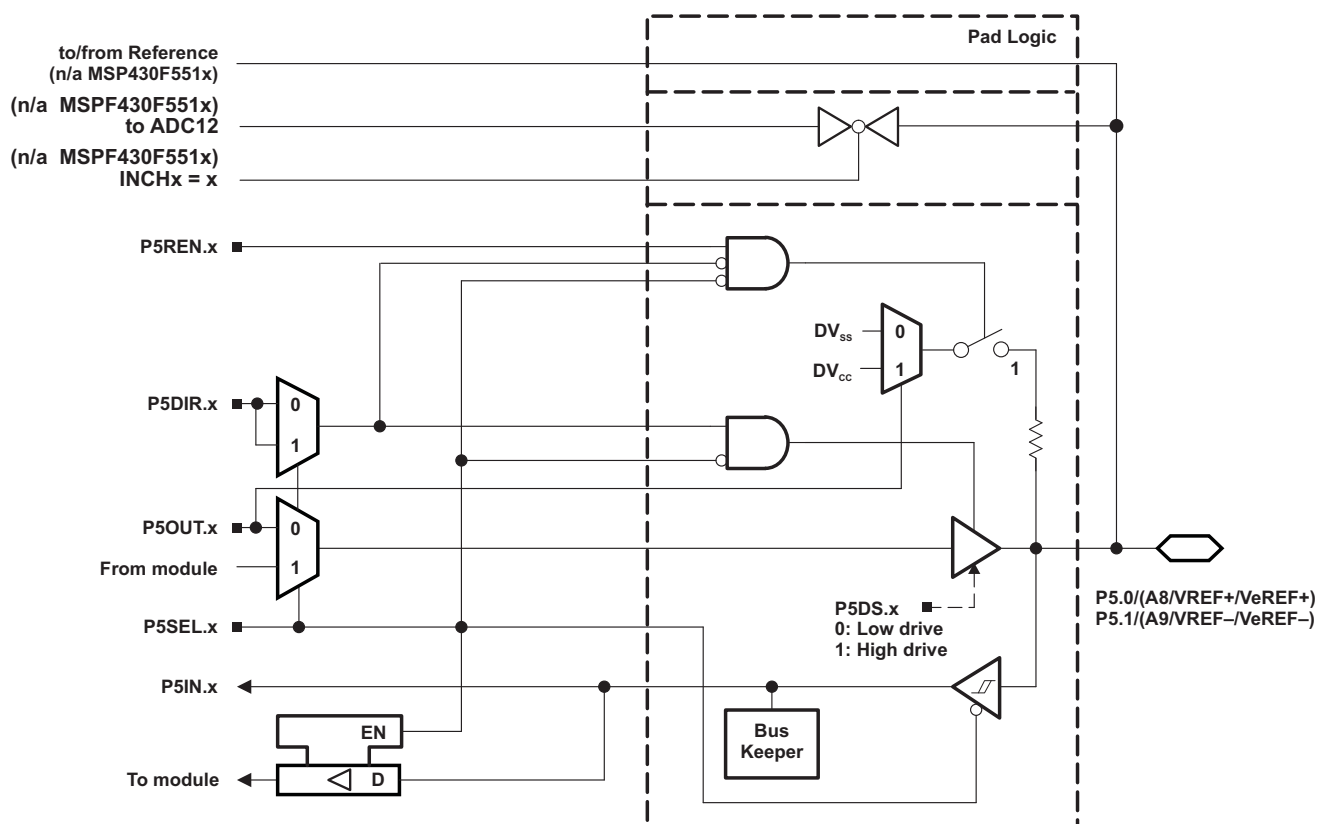 Pad Logic
to/from Reference
(n/a MSP430F551x)
(n/a MSPF430F551x)
to ADC12
(n/a MSPF430F551x)
INCHx = x
P5REN.x
DVSS
0
DVCC
1
1
P5DIR.x
0
1
P5OUT.x
0
From module
1
P5DS.x
0: Low drive
1: High drive
P5.0/(A8/VREF+/VeREF+)
P5.1/(A9/VREF–/VeREF–)
P5SEL.x
P5IN.x
Bus
Keeper
EN
To module
D